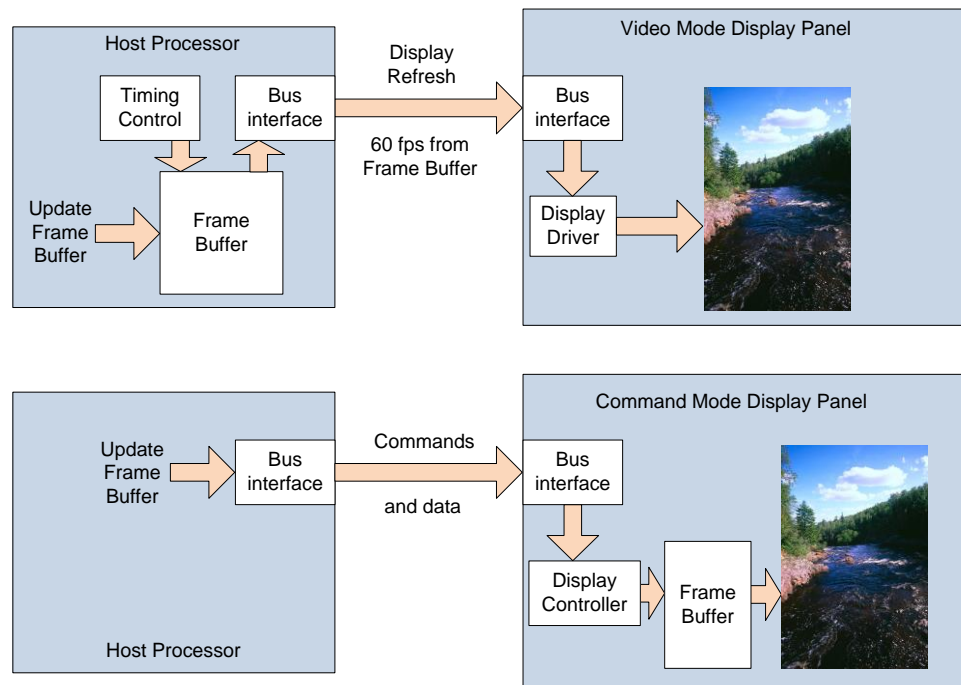 Host Processor
Timing
Control
Bus
interface
Update
Frame
Buffer
Frame
Buffer
Display
Refresh
60 fps from
Frame Buffer
Video Mode Display Panel
Bus
interface
Display
Driver
Update
Frame
Buffer
Bus
interface
Host Processor
Commands
and data
Command Mode Display Panel
Bus
interface
Display
Controller
Frame
Buffer